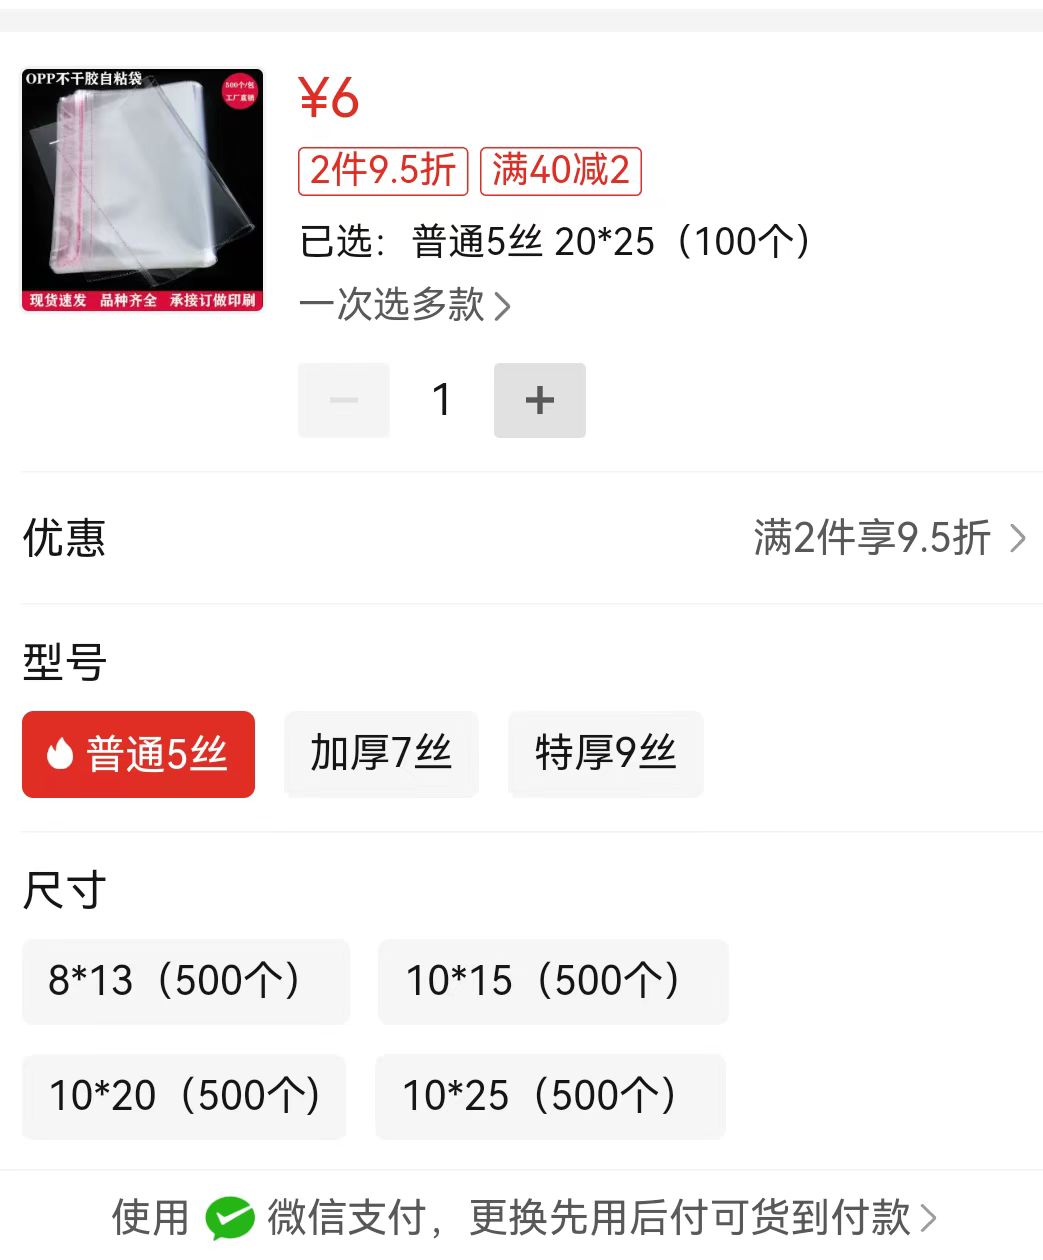 OPP不干胶自粘袋
500个/包
工厂直销
现货速发 品种齐全 承接订做印刷
¥6
2件9.5折 满40减2
已选：普通5丝 20*25（100个）
一次选多款
1
优惠 满2件享9.5折
型号
普通5丝 加厚7丝 特厚9丝
尺寸
8*13（500个） 10*15（500个）
10*20（500个） 10*25（500个）
使用 微信支付，更换先用后付可货到付款